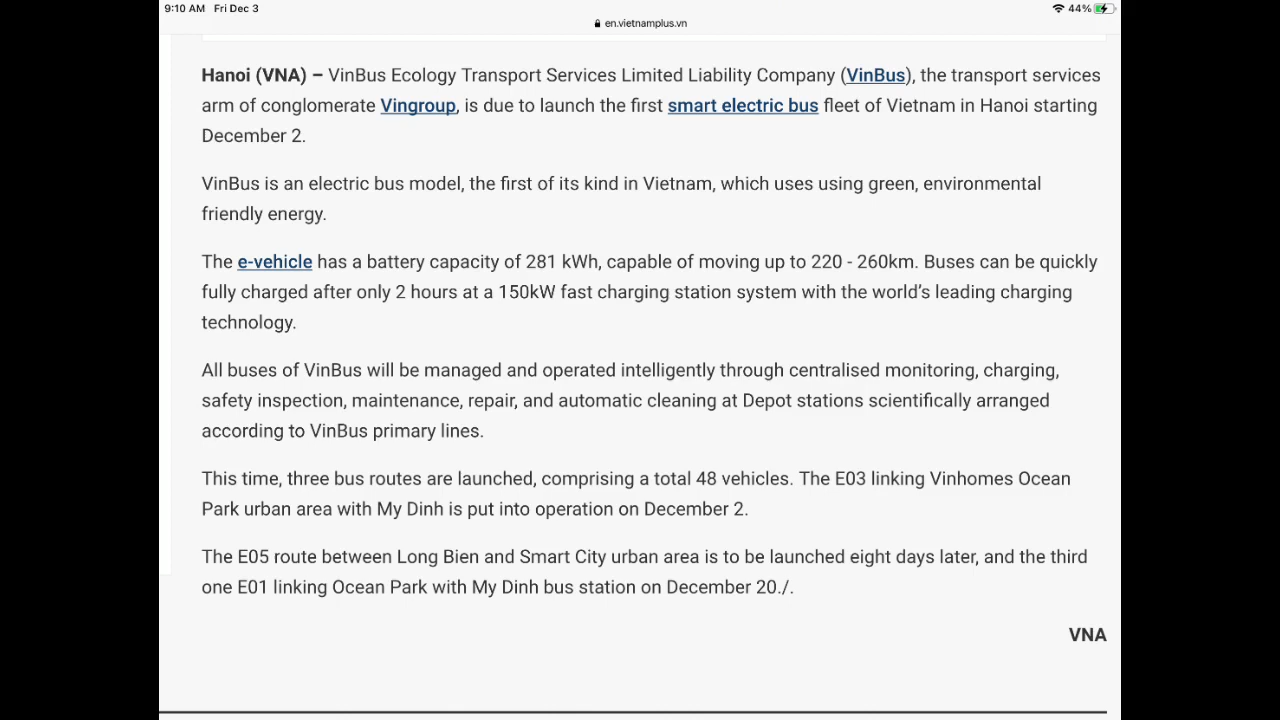 9:10 AM Fri Dec 3
44%
en.vietnamplus.vn
Hanoi (VNA) – VinBus Ecology Transport Services Limited Liability Company (VinBus), the transport services
arm of conglomerate Vingroup, is due to launch the first smart electric bus fleet of Vietnam in Hanoi starting
December 2.
VinBus is an electric bus model, the first of its kind in Vietnam, which uses using green, environmental
friendly energy.
The e-vehicle has a battery capacity of 281 kWh, capable of moving up to 220 - 260km. Buses can be quickly
fully charged after only 2 hours at a 150kW fast charging station system with the world’s leading charging
technology.
All buses of VinBus will be managed and operated intelligently through centralised monitoring, charging,
safety inspection, maintenance, repair, and automatic cleaning at Depot stations scientifically arranged
according to VinBus primary lines.
This time, three bus routes are launched, comprising a total 48 vehicles. The E03 linking Vinhomes Ocean
Park urban area with My Dinh is put into operation on December 2.
The E05 route between Long Bien and Smart City urban area is to be launched eight days later, and the third
one E01 linking Ocean Park with My Dinh bus station on December 20./.
VNA